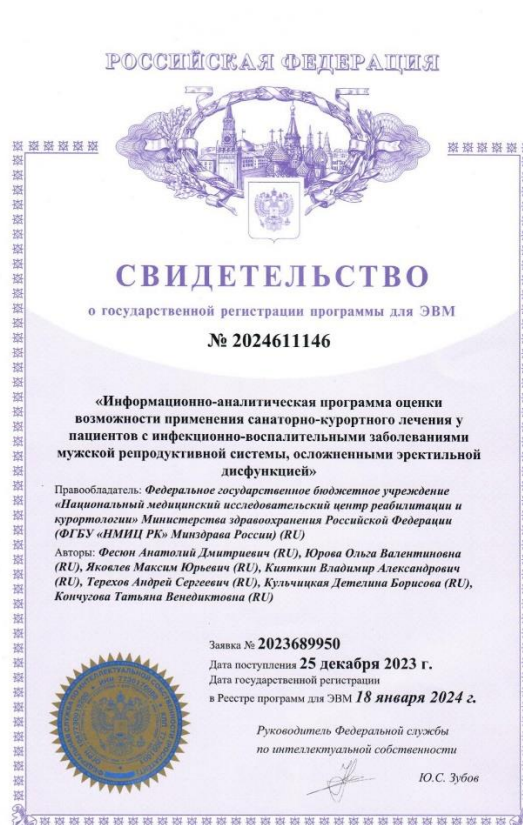 РОССИЙСКАЯ ФЕДЕРАЦИЯ
СВИДЕТЕЛЬСТВО
о государственной регистрации программы для ЭВМ
№ 2024611146
«Информационно-аналитическая программа оценки
возможности применения санаторно-курортного лечения у
пациентов с инфекционно-воспалительными заболеваниями
мужской репродуктивной системы, осложненными эректильной
дисфункцией»
Правообладатель: Федеральное государственное бюджетное учреждение
«Национальный медицинский исследовательский центр реабилитации и
курортологии» Министерства здравоохранения Российской Федерации
(ФГБУ «НМИЦ РК» Минздрава России) (RU)
Авторы: Фесюн Анатолий Дмитриевич (RU), Юрова Ольга Валентиновна
(RU), Яковлев Максим Юрьевич (RU), Кияткин Владимир Александрович
(RU), Терехов Андрей Сергеевич (RU), Кульчицкая Детелина Борисова (RU),
Кончугова Татьяна Венедиктовна (RU)
Заявка № 2023689950
Дата поступления 25 декабря 2023 г.
Дата государственной регистрации
в Реестре программ для ЭВМ 18 января 2024 г.
Руководитель Федеральной службы
по интеллектуальной собственности
Ю.С. Зубов